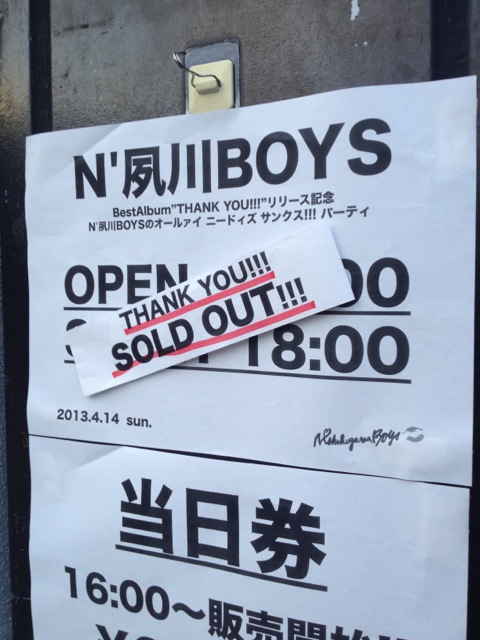 N'夙川BOYS
BestAlbum"THANK YOU!!!"リリース記念
N'夙川BOYSのオールァイ ニードィズ サンクス!!! パーティ
OPEN
00
THANK YOU!!!
SOLD OUT!!!
18:00
2013.4.14 sun.
N'ShukugawaBoys
当日券
16:00〜販売開始